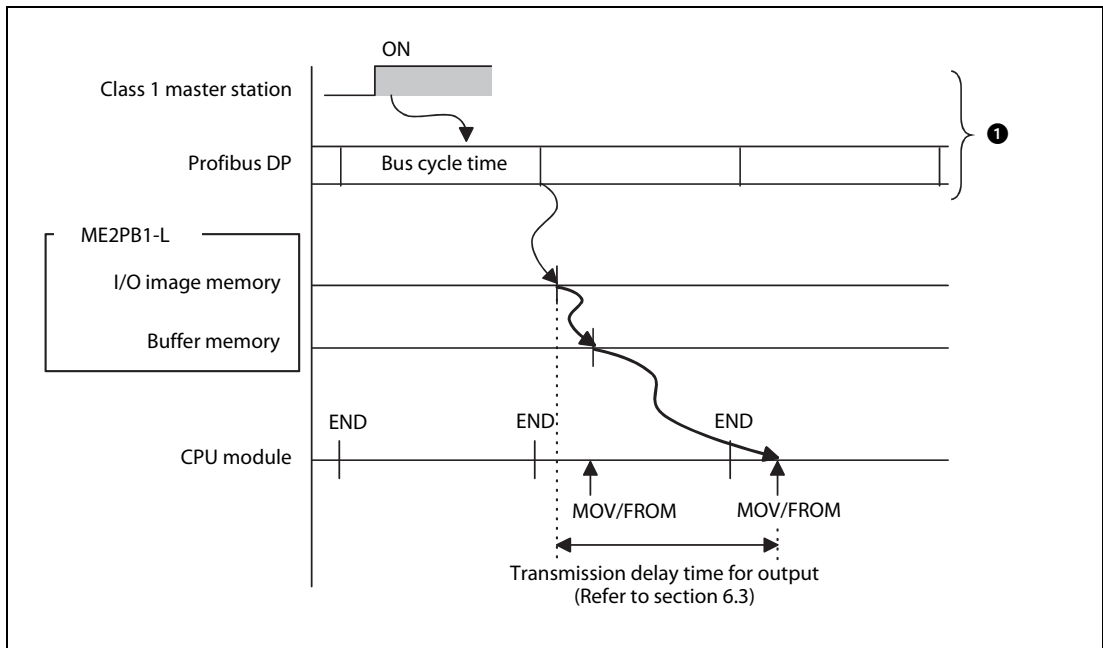 ON
Class 1 master station
❶
Profibus DP
Bus cycle time
ME2PB1-L
I/O image memory
Buffer memory
END
END
END
CPU module
MOV/FROM
MOV/FROM
Transmission delay time for output
(Refer to section 6.3)